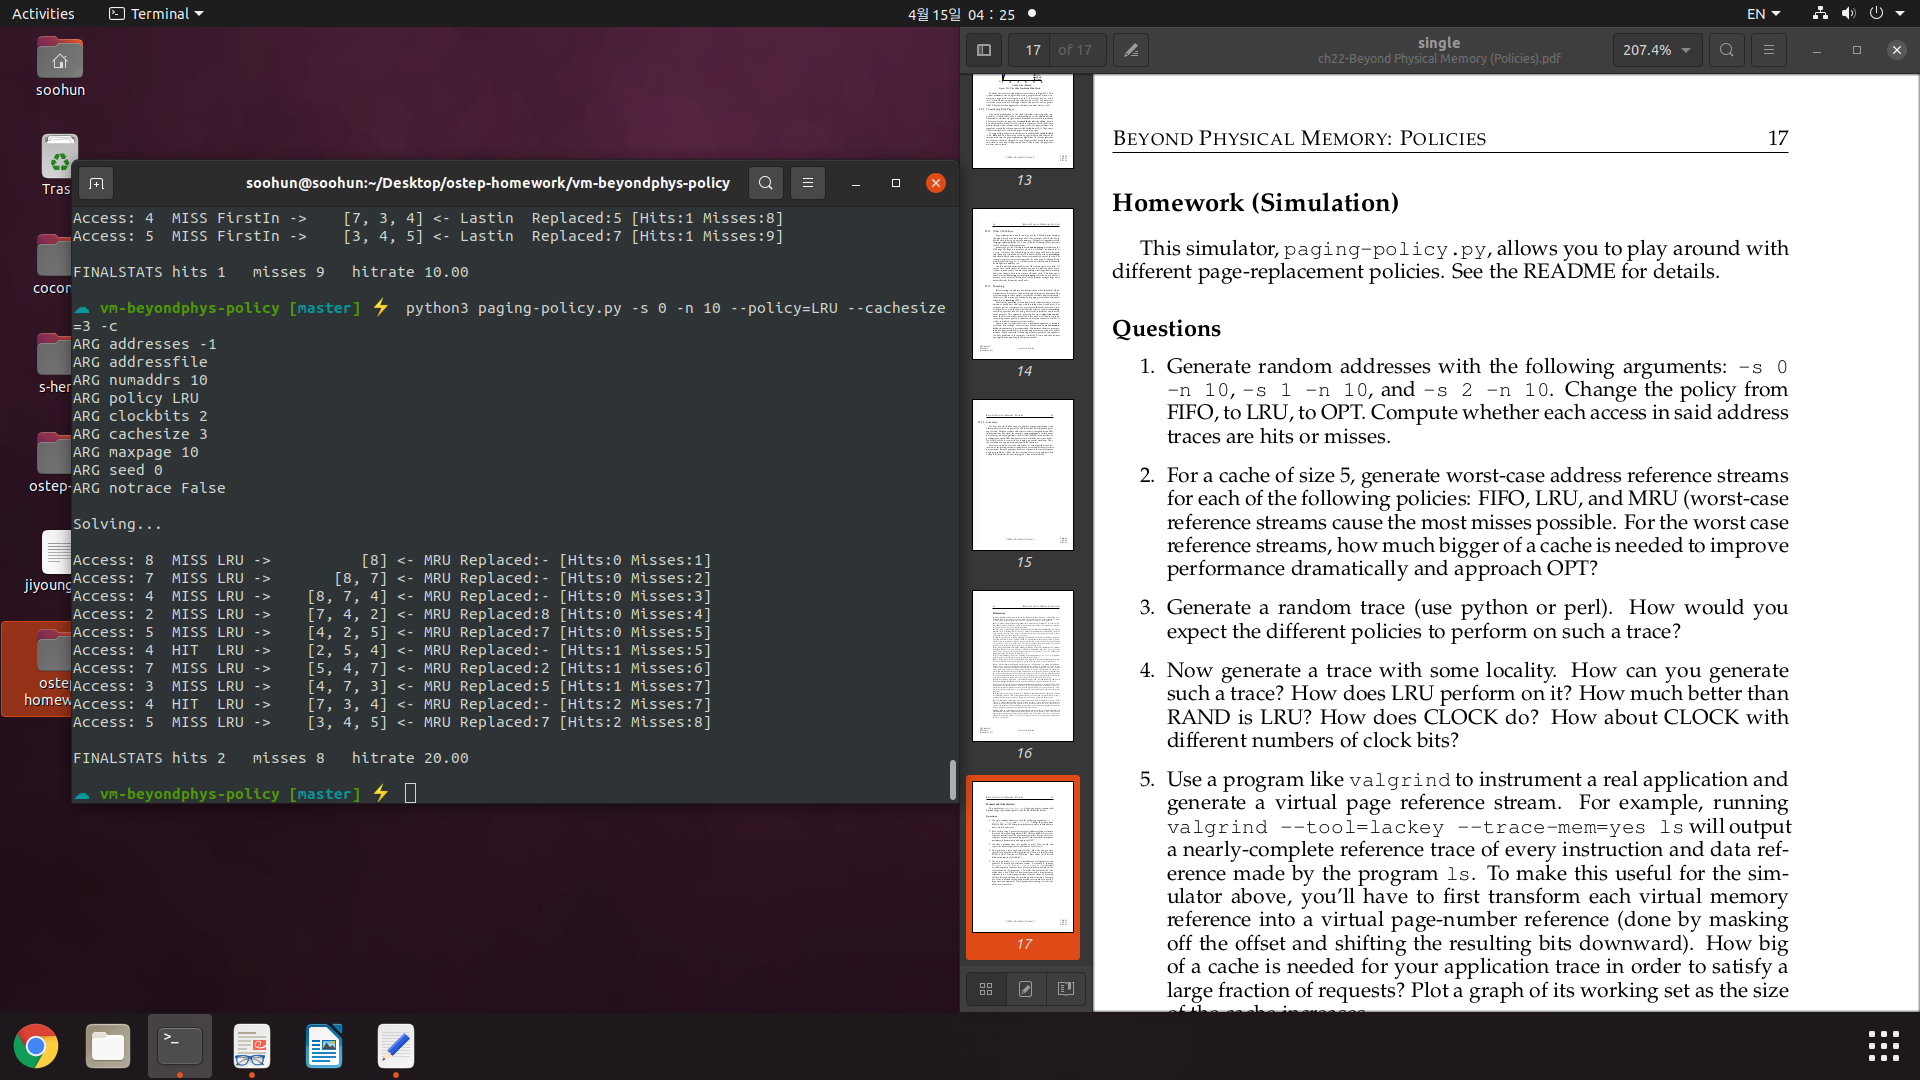 Activities
Terminal
4월 15일 04 : 25
EN
soohun
Tras
cocon
s-her
ostep-
jiyoung
oste
homew
soohun@soohun:~/Desktop/ostep-homework/vm-beyondphys-policy
Access: 4  MISS FirstIn ->    [7, 3, 4] <- Lastin  Replaced:5 [Hits:1 Misses:8]
Access: 5  MISS FirstIn ->    [3, 4, 5] <- Lastin  Replaced:7 [Hits:1 Misses:9]
FINALSTATS hits 1   misses 9   hitrate 10.00
vm-beyondphys-policy [master] ⚡  python3 paging-policy.py -s 0 -n 10 --policy=LRU --cachesize
=3 -c
ARG addresses -1
ARG addressfile
ARG numaddrs 10
ARG policy LRU
ARG clockbits 2
ARG cachesize 3
ARG maxpage 10
ARG seed 0
ARG notrace False
Solving...
Access: 8  MISS LRU ->          [8] <- MRU Replaced:- [Hits:0 Misses:1]
Access: 7  MISS LRU ->       [8, 7] <- MRU Replaced:- [Hits:0 Misses:2]
Access: 4  MISS LRU ->    [8, 7, 4] <- MRU Replaced:- [Hits:0 Misses:3]
Access: 2  MISS LRU ->    [7, 4, 2] <- MRU Replaced:8 [Hits:0 Misses:4]
Access: 5  MISS LRU ->    [4, 2, 5] <- MRU Replaced:7 [Hits:0 Misses:5]
Access: 4  HIT  LRU ->    [2, 5, 4] <- MRU Replaced:- [Hits:1 Misses:5]
Access: 7  MISS LRU ->    [5, 4, 7] <- MRU Replaced:2 [Hits:1 Misses:6]
Access: 3  MISS LRU ->    [4, 7, 3] <- MRU Replaced:5 [Hits:1 Misses:7]
Access: 4  HIT  LRU ->    [7, 3, 4] <- MRU Replaced:- [Hits:2 Misses:7]
Access: 5  MISS LRU ->    [3, 4, 5] <- MRU Replaced:7 [Hits:2 Misses:8]
FINALSTATS hits 2   misses 8   hitrate 20.00
vm-beyondphys-policy [master] ⚡
17 of 17
single
ch22-Beyond Physical Memory (Policies).pdf
207.4%
13
14
15
16
17
BEYOND PHYSICAL MEMORY: POLICIES 17
Homework (Simulation)
This simulator, paging-policy.py, allows you to play around with
different page-replacement policies. See the README for details.
Questions
1. Generate random addresses with the following arguments: -s 0
-n 10, -s 1 -n 10, and -s 2 -n 10. Change the policy from
FIFO, to LRU, to OPT. Compute whether each access in said address
traces are hits or misses.
2. For a cache of size 5, generate worst-case address reference streams
for each of the following policies: FIFO, LRU, and MRU (worst-case
reference streams cause the most misses possible. For the worst case
reference streams, how much bigger of a cache is needed to improve
performance dramatically and approach OPT?
3. Generate a random trace (use python or perl). How would you
expect the different policies to perform on such a trace?
4. Now generate a trace with some locality. How can you generate
such a trace? How does LRU perform on it? How much better than
RAND is LRU? How does CLOCK do? How about CLOCK with
different numbers of clock bits?
5. Use a program like valgrind to instrument a real application and
generate a virtual page reference stream. For example, running
valgrind --tool=lackey --trace-mem=yes ls will output
a nearly-complete reference trace of every instruction and data ref-
erence made by the program ls. To make this useful for the sim-
ulator above, you'll have to first transform each virtual memory
reference into a virtual page-number reference (done by masking
off the offset and shifting the resulting bits downward). How big
of a cache is needed for your application trace in order to satisfy a
large fraction of requests? Plot a graph of its working set as the size
of the cache increases.